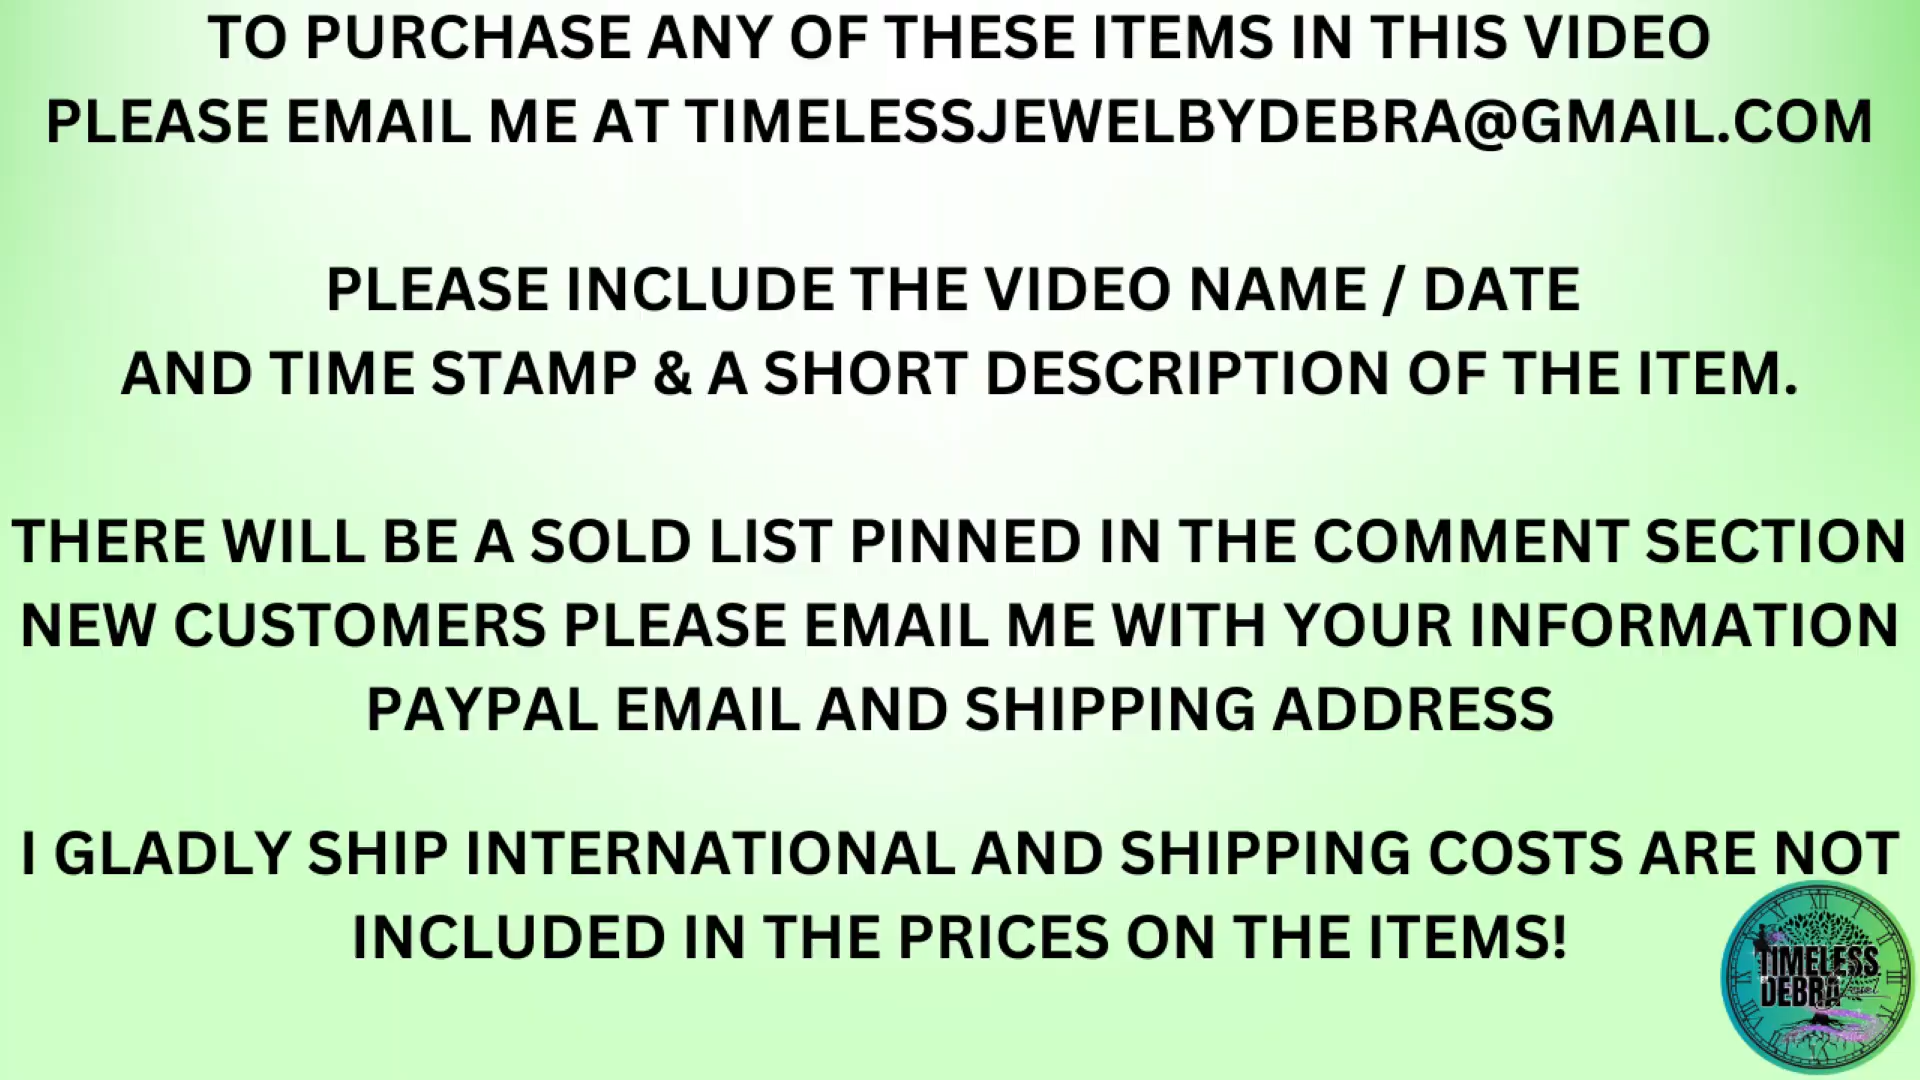 TO PURCHASE ANY OF THESE ITEMS IN THIS VIDEO
PLEASE EMAIL ME AT TIMELESSJEWELBYDEBRA@GMAIL.COM
PLEASE INCLUDE THE VIDEO NAME / DATE
AND TIME STAMP & A SHORT DESCRIPTION OF THE ITEM.
THERE WILL BE A SOLD LIST PINNED IN THE COMMENT SECTION
NEW CUSTOMERS PLEASE EMAIL ME WITH YOUR INFORMATION
PAYPAL EMAIL AND SHIPPING ADDRESS
I GLADLY SHIP INTERNATIONAL AND SHIPPING COSTS ARE NOT
INCLUDED IN THE PRICES ON THE ITEMS!
TIMELESS
DEBRA